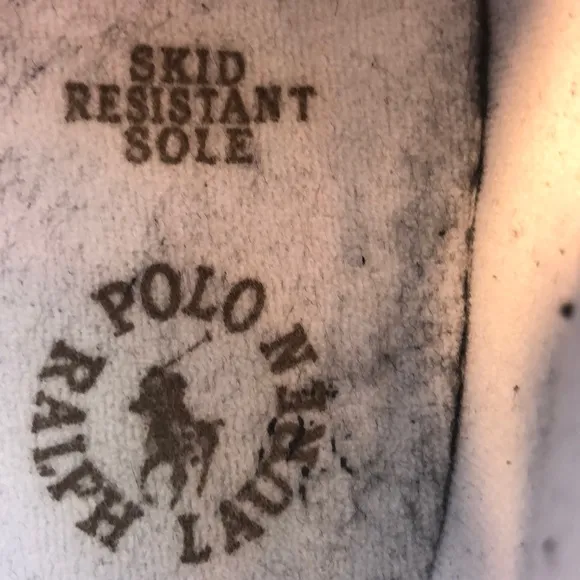 SKID
RESISTANT
SOLE
POLO
RALPH LAUREN